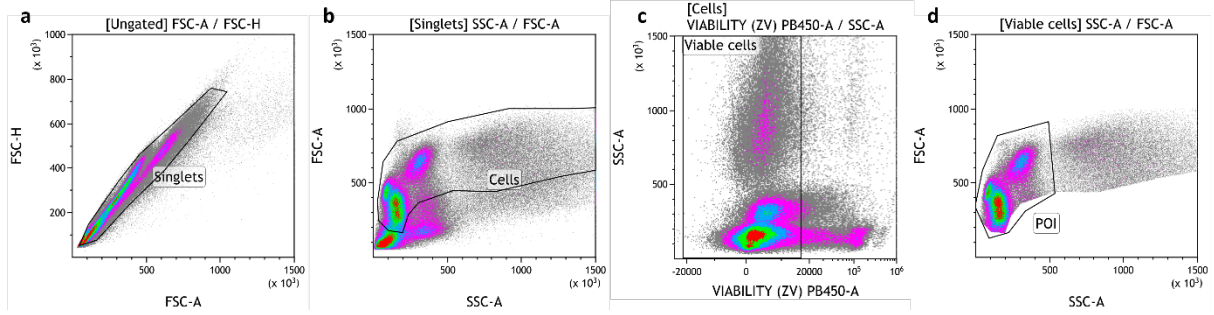 a
[Ungated] FSC-A / FSC-H
(x 10³)
1000
800
600
400
200
FSC-H
Singlets
500
1000
1500
(x 10³)
FSC-A
b
[Singlets] SSC-A / FSC-A
(x 10³)
1500
1000
500
FSC-A
Cells
500
1000
1500
(x 10³)
SSC-A
c
[Cells]
VIABILITY (ZV) PB450-A / SSC-A
(x 10³)
1500
1000
500
SSC-A
Viable cells
-20000
0
20000
10⁵
10⁶
VIABILITY (ZV) PB450-A
d
[Viable cells] SSC-A / FSC-A
(x 10³)
1500
1000
500
FSC-A
POI
500
1000
1500
(x 10³)
SSC-A